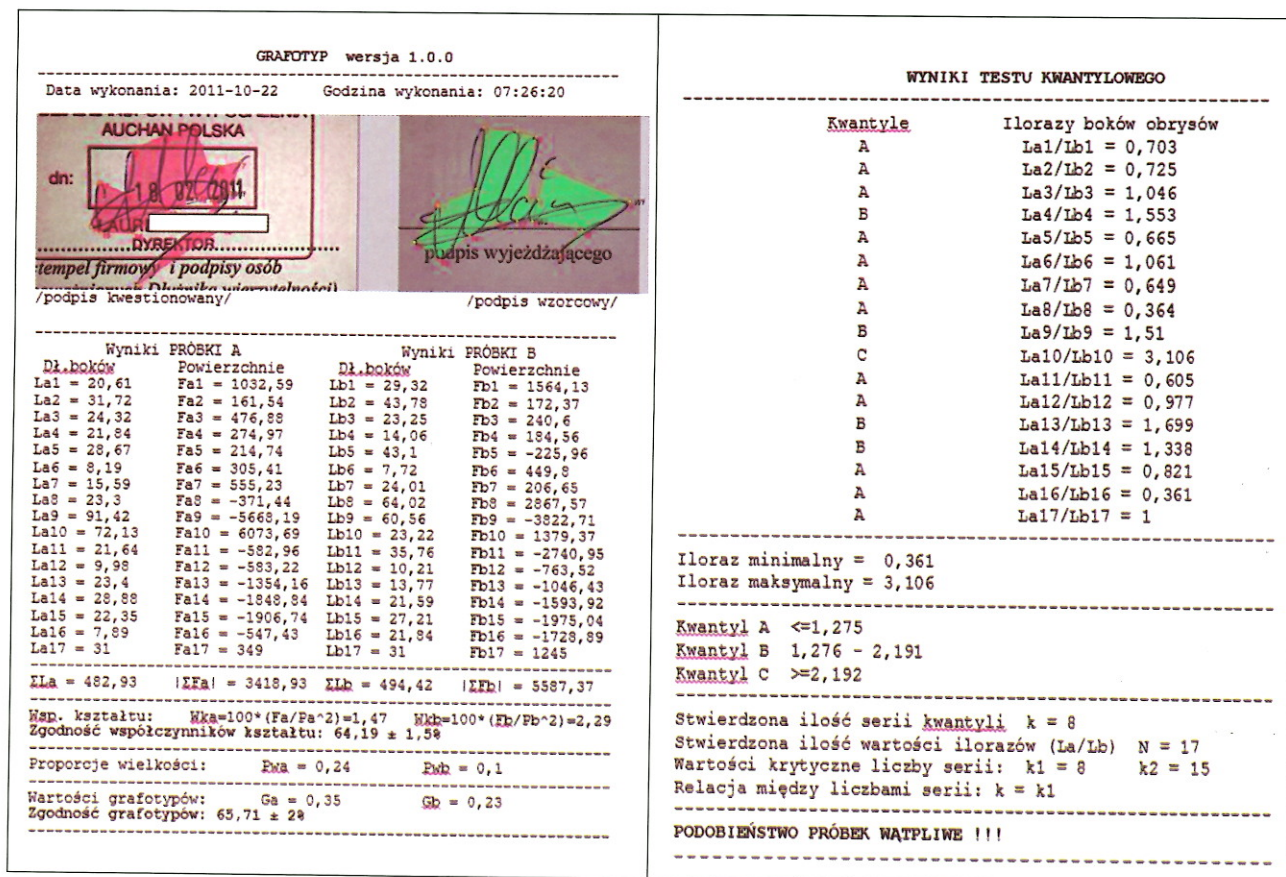 GRAFOTYP wersja 1.0.0
Data wykonania: 2011-10-22 Godzina wykonania: 07:26:20
AUCHAN POLSKA
dn:
18 02 2011
LAURE
DYREKTOR
podpis wyjeżdżającego
tempel firmowy i podpisy osób
Dłużnika wierzytelności)
/podpis kwestionowany/ /podpis wzorcowy/
Wyniki PRÓBKI A Wyniki PRÓBKI B
Dł.boków Powierzchnie Dł.boków Powierzchnie
La1 = 20,61 Fa1 = 1032,59 Lb1 = 29,32 Fb1 = 1564,13
La2 = 31,72 Fa2 = 161,54 Lb2 = 43,78 Fb2 = 172,37
La3 = 24,32 Fa3 = 476,88 Lb3 = 23,25 Fb3 = 240,6
La4 = 21,84 Fa4 = 274,97 Lb4 = 14,06 Fb4 = 184,56
La5 = 28,67 Fa5 = 214,74 Lb5 = 43,1 Fb5 = -225,96
La6 = 8,19 Fa6 = 305,41 Lb6 = 7,72 Fb6 = 449,8
La7 = 15,59 Fa7 = 555,23 Lb7 = 24,01 Fb7 = 206,65
La8 = 23,3 Fa8 = -371,44 Lb8 = 64,02 Fb8 = 2867,57
La9 = 91,42 Fa9 = -5668,19 Lb9 = 60,56 Fb9 = -3822,71
La10 = 72,13 Fa10 = 6073,69 Lb10 = 23,22 Fb10 = 1379,37
La11 = 21,64 Fa11 = -582,96 Lb11 = 35,76 Fb11 = -2740,95
La12 = 9,98 Fa12 = -583,22 Lb12 = 10,21 Fb12 = -763,52
La13 = 23,4 Fa13 = -1354,16 Lb13 = 13,77 Fb13 = -1046,43
La14 = 28,88 Fa14 = -1848,84 Lb14 = 21,59 Fb14 = -1593,92
La15 = 22,35 Fa15 = -1906,74 Lb15 = 27,21 Fb15 = -1975,04
La16 = 7,89 Fa16 = -547,43 Lb16 = 21,84 Fb16 = -1728,89
La17 = 31 Fa17 = 349 Lb17 = 31 Fb17 = 1245
ΣLa = 482,93 |ΣFa| = 3418,93 ΣLb = 494,42 |ΣFb| = 5587,37
Wsp. kształtu: Wka=100*(Fa/Pa^2)=1,47 Wkb=100*(Fb/Pb^2)=2,29
Zgodność współczynników kształtu: 64,19 ± 1,5%
Proporcje wielkości: Pwa = 0,24 Pwb = 0,1
Wartości grafotypów: Ga = 0,35 Gb = 0,23
Zgodność grafotypów: 65,71 ± 2%
WYNIKI TESTU KWANTYLOWEGO
Kwantyle Ilorazy boków obrysów
A La1/Lb1 = 0,703
A La2/Lb2 = 0,725
A La3/Lb3 = 1,046
B La4/Lb4 = 1,553
A La5/Lb5 = 0,665
A La6/Lb6 = 1,061
A La7/Lb7 = 0,649
A La8/Lb8 = 0,364
B La9/Lb9 = 1,51
C La10/Lb10 = 3,106
A La11/Lb11 = 0,605
A La12/Lb12 = 0,977
B La13/Lb13 = 1,699
B La14/Lb14 = 1,338
A La15/Lb15 = 0,821
A La16/Lb16 = 0,361
A La17/Lb17 = 1
Iloraz minimalny = 0,361
Iloraz maksymalny = 3,106
Kwantyl A <=1,275
Kwantyl B 1,276 - 2,191
Kwantyl C >=2,192
Stwierdzona ilość serii kwantyli k = 8
Stwierdzona ilość wartości ilorazów (La/Lb) N = 17
Wartości krytyczne liczby serii: k1 = 8 k2 = 15
Relacja między liczbami serii: k = k1
PODOBIEŃSTWO PRÓBEK WĄTPLIWE !!!